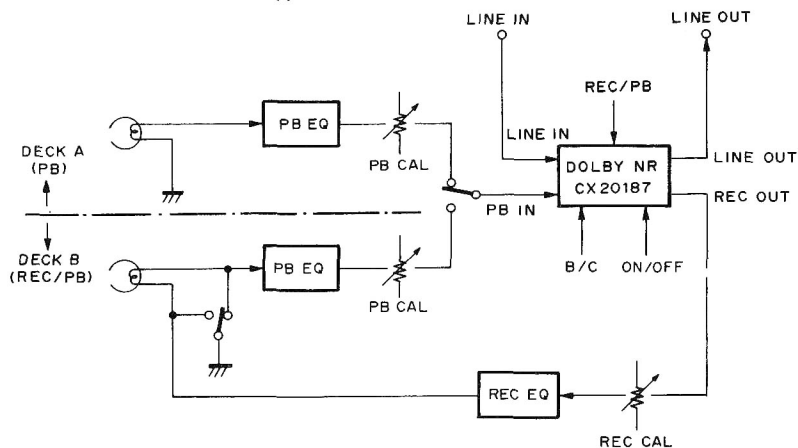 LINE IN
LINE OUT
REC/PB
PB EQ
LINE IN
PB CAL
DOLBY NR
CX20187
LINE OUT
REC OUT
DECK A
(PB)
PB IN
DECK B
(REC/PB)
PB EQ
B/C
ON/OFF
PB CAL
REC EQ
REC CAL